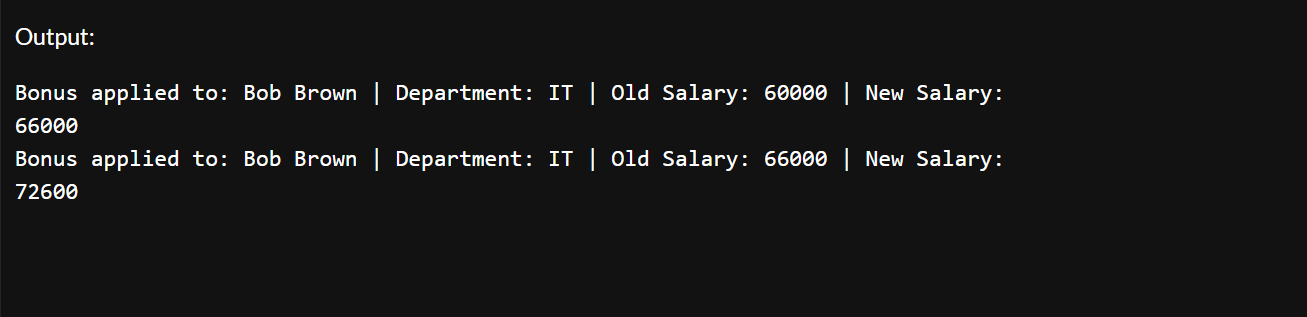 Output:
Bonus applied to: Bob Brown | Department: IT | Old Salary: 60000 | New Salary:
66000
Bonus applied to: Bob Brown | Department: IT | Old Salary: 66000 | New Salary:
72600